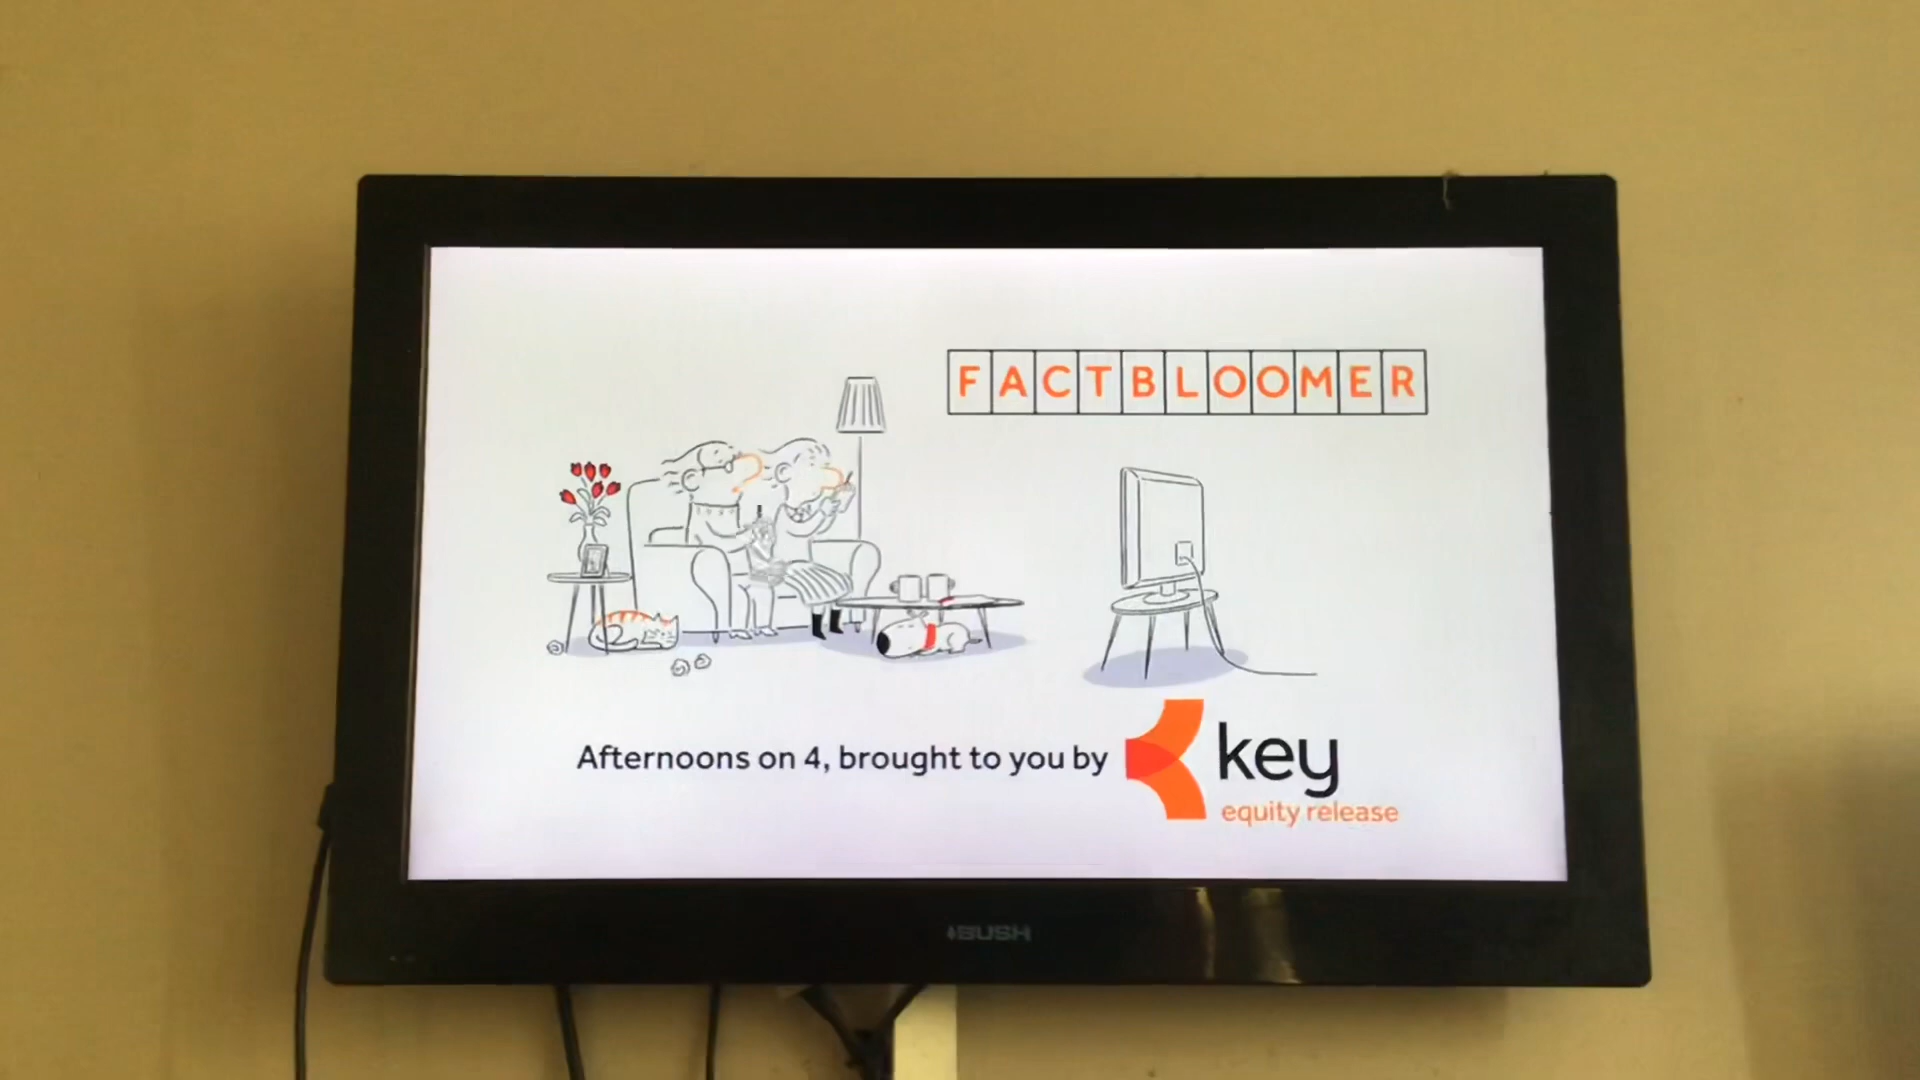 FACTBLOOMER
Afternoons on 4, brought to you by
key
equity release
BUSH